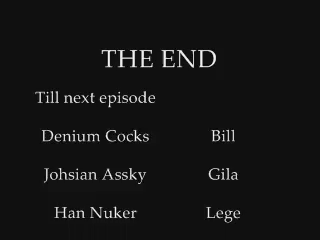 THE END
Till next episode
Denium Cocks Bill
Johsian Assky Gila
Han Nuker Lege